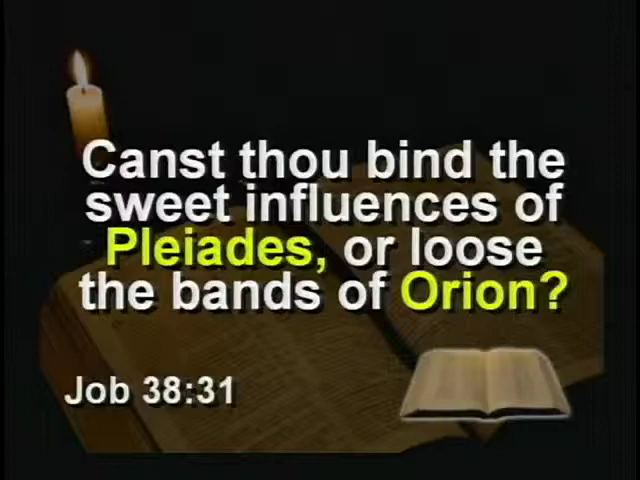 Canst thou bind the
sweet influences of
Pleiades, or loose
the bands of Orion?
Job 38:31